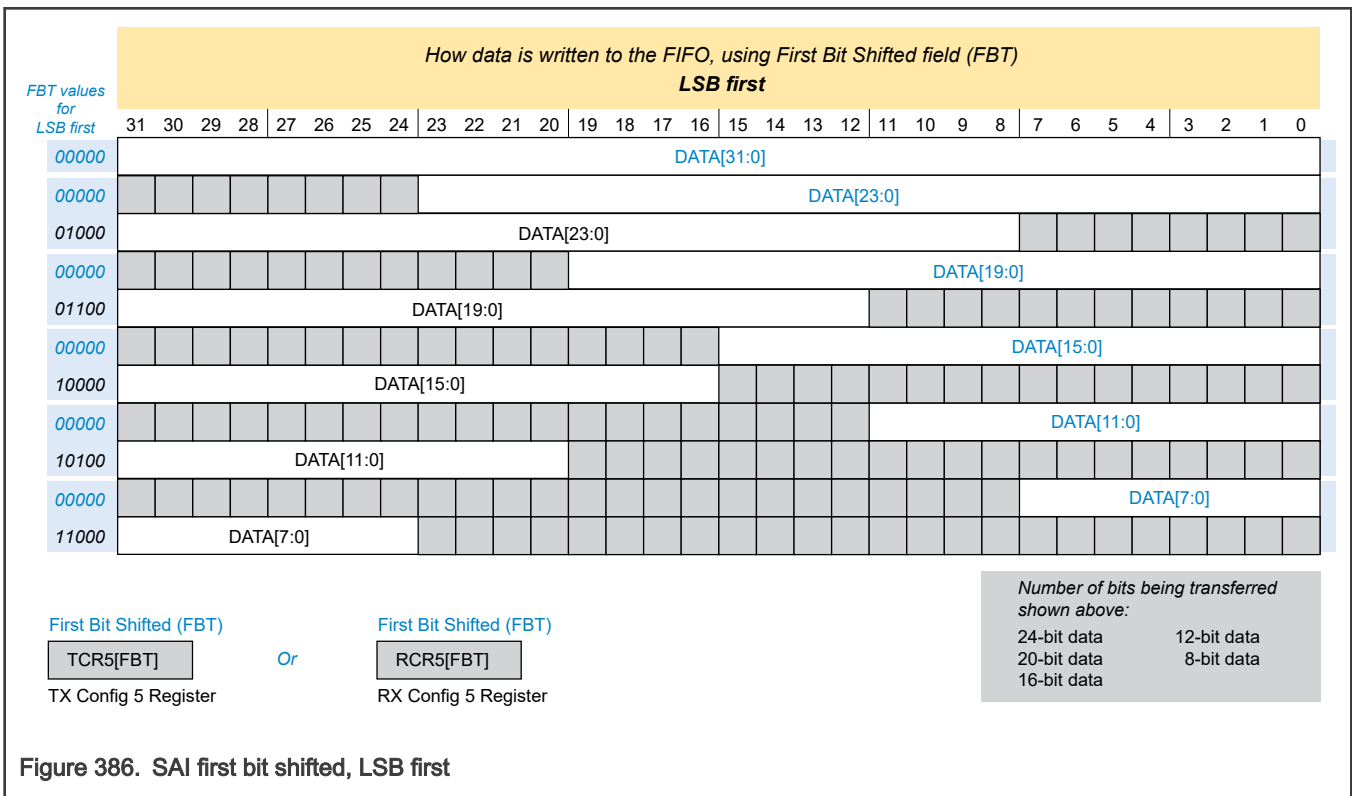 How data is written to the FIFO, using First Bit Shifted field (FBT)
LSB first
FBT values
for
LSB first
31 30 29 28 27 26 25 24 23 22 21 20 19 18 17 16 15 14 13 12 11 10 9 8 7 6 5 4 3 2 1 0
00000 DATA[31:0]
00000 DATA[23:0]
01000 DATA[23:0]
00000 DATA[19:0]
01100 DATA[19:0]
00000 DATA[15:0]
10000 DATA[15:0]
00000 DATA[11:0]
10100 DATA[11:0]
00000 DATA[7:0]
11000 DATA[7:0]
First Bit Shifted (FBT)
TCR5[FBT]
TX Config 5 Register
Or
First Bit Shifted (FBT)
RCR5[FBT]
RX Config 5 Register
Number of bits being transferred
shown above:
24-bit data 12-bit data
20-bit data 8-bit data
16-bit data
Figure 386. SAI first bit shifted, LSB first